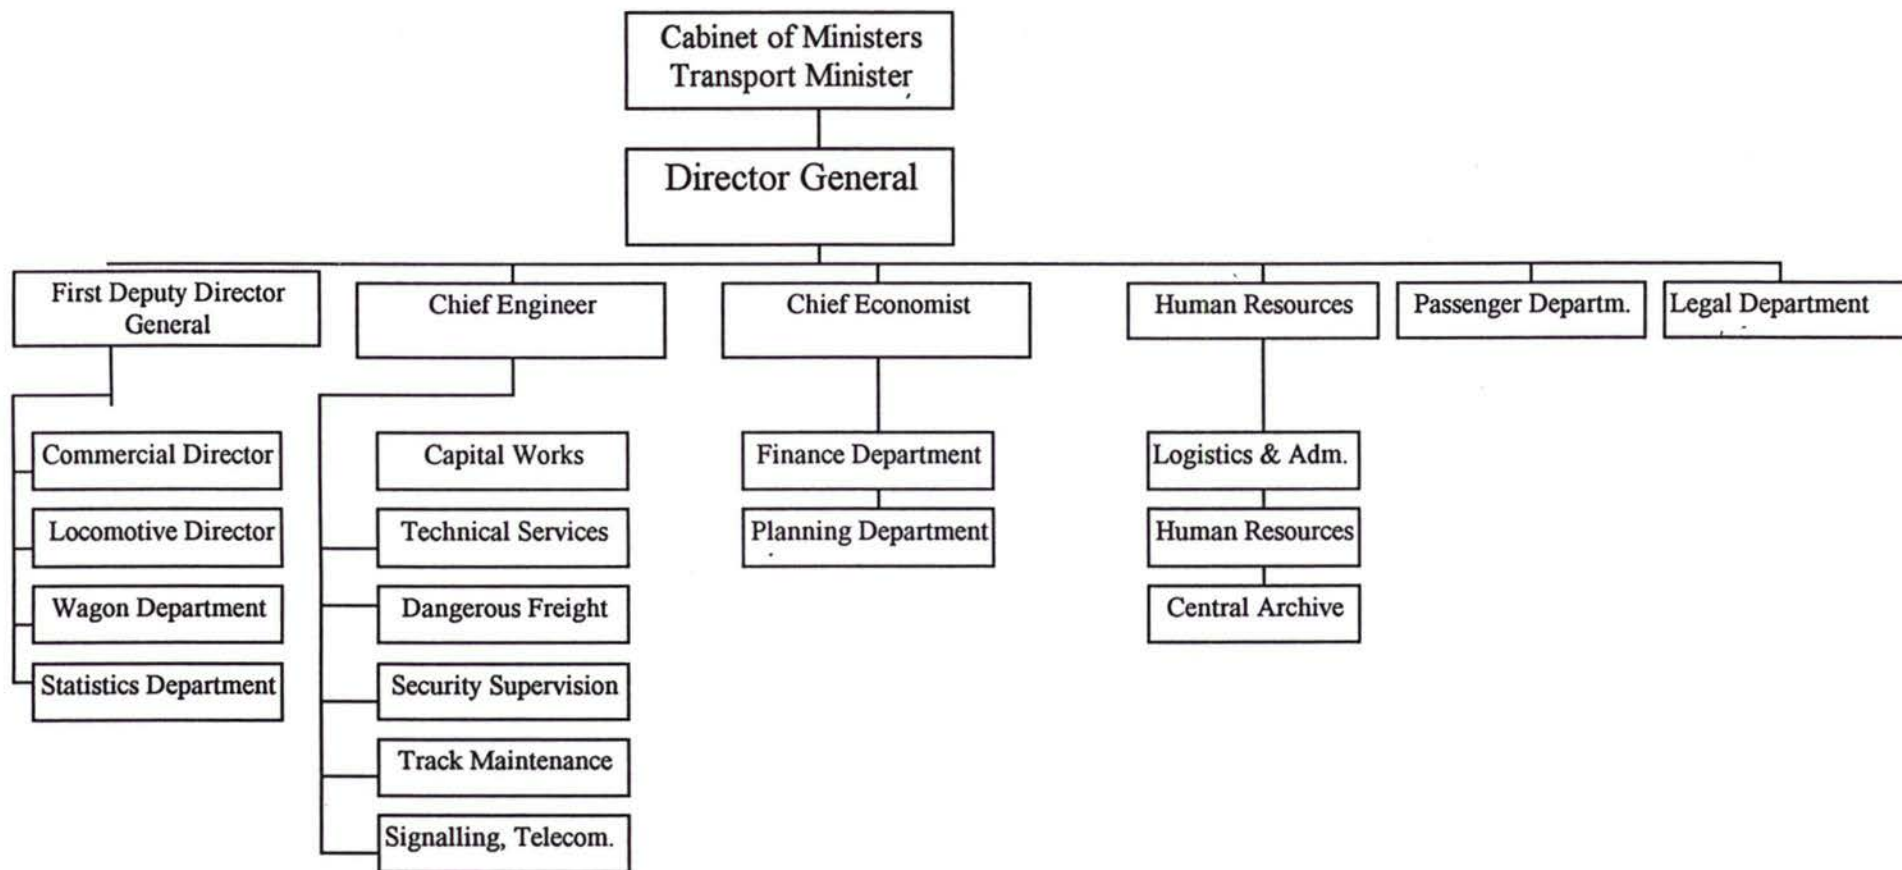 Cabinet of Ministers
Transport Minister
Director General
First Deputy Director
General
Chief Engineer
Chief Economist
Human Resources
Passenger Departm.
Legal Department
Commercial Director
Locomotive Director
Wagon Department
Statistics Department
Capital Works
Technical Services
Dangerous Freight
Security Supervision
Track Maintenance
Signalling, Telecom.
Finance Department
Planning Department
Logistics & Adm.
Human Resources
Central Archive